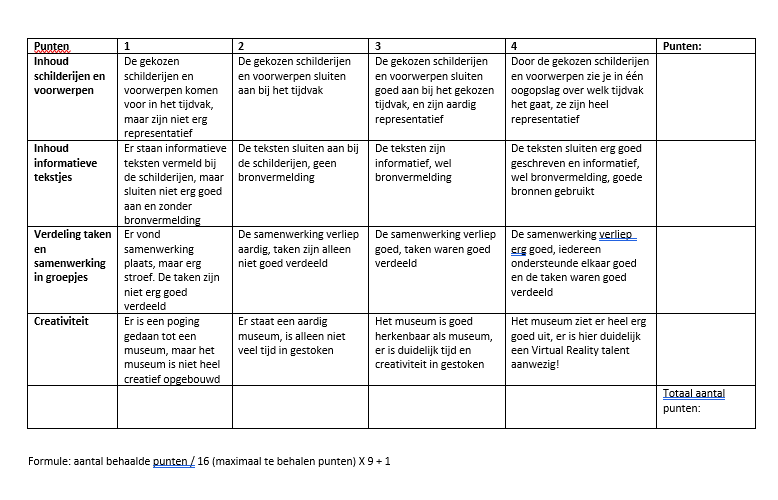 Punten
1
2
3
4
Punten:
Inhoud
schilderijen en
voorwerpen
De gekozen
schilderijen en
voorwerpen komen
voor in het tijdvak,
maar zijn niet erg
representatief
De gekozen schilderijen
en voorwerpen sluiten
aan bij het tijdvak
De gekozen schilderijen
en voorwerpen sluiten
goed aan bij het gekozen
tijdvak, en zijn aardig
representatief
Door de gekozen schilderijen
en voorwerpen zie je in één
oogopslag over welk tijdvak
het gaat, ze zijn heel
representatief
Inhoud
informatieve
tekstjes
Er staan informatieve
teksten vermeld bij
de schilderijen, maar
sluiten niet erg goed
aan en zonder
bronvermelding
De teksten sluiten aan bij
de schilderijen, geen
bronvermelding
De teksten zijn
informatief, wel
bronvermelding
De teksten sluiten erg goed
geschreven en informatief,
wel bronvermelding, goede
bronnen gebruikt
Verdeling taken
en
samenwerking
in groepjes
Er vond
samenwerking
plaats, maar erg
stroef. De taken zijn
niet erg goed
verdeeld
De samenwerking verliep
aardig, taken zijn alleen
niet goed verdeeld
De samenwerking verliep
goed, taken waren goed
verdeeld
De samenwerking verliep
erg goed, iedereen
ondersteunde elkaar goed
en de taken waren goed
verdeeld
Creativiteit
Er is een poging
gedaan tot een
museum, maar het
museum is niet heel
creatief opgebouwd
Er staat een aardig
museum, is alleen niet
veel tijd in gestoken
Het museum is goed
herkenbaar als museum,
er is duidelijk tijd en
creativiteit in gestoken
Het museum ziet er heel erg
goed uit, er is hier duidelijk
een Virtual Reality talent
aanwezig!
Totaal aantal
punten:
Formule: aantal behaalde punten / 16 (maximaal te behalen punten) X 9 + 1